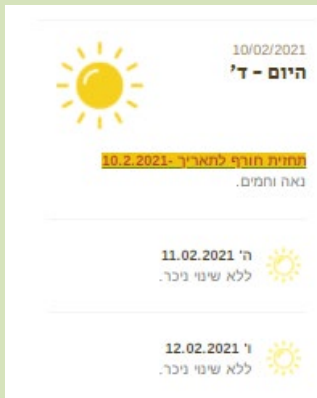 10/02/2021
היום - ד'
תחזית חורף לתאריך -10.2.2021
נאה וחמים.
ה' 11.02.2021
ללא שינוי ניכר.
ו' 12.02.2021
ללא שינוי ניכר.